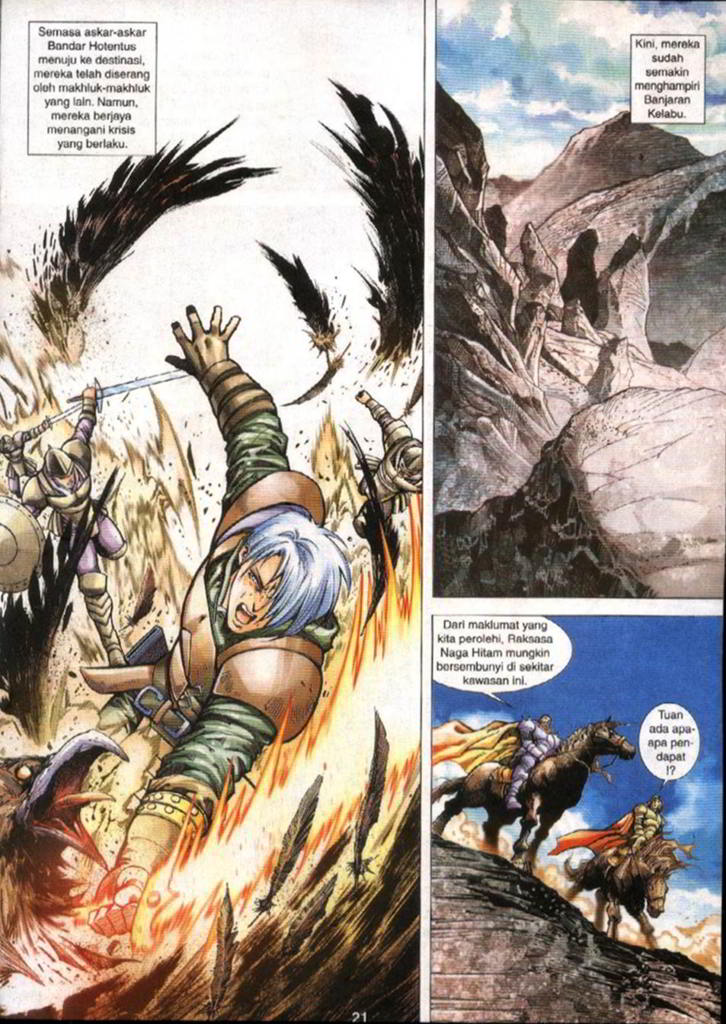 Semasa askar-askar
Bandar Hotentus
menuju ke destinasi,
mereka telah diserang
oleh makhluk-makhluk
yang lain. Namun,
mereka berjaya
menangani krisis
yang berlaku.
Kini, mereka
sudah
semakin
menghampiri
Banjaran
Kelabu.
Dari maklumat yang
kita perolehi, Raksasa
Naga Hitam mungkin
bersembunyi di sekitar
kawasan ini.
Tuan
ada apa-
apa pen-
dapat
!?
21